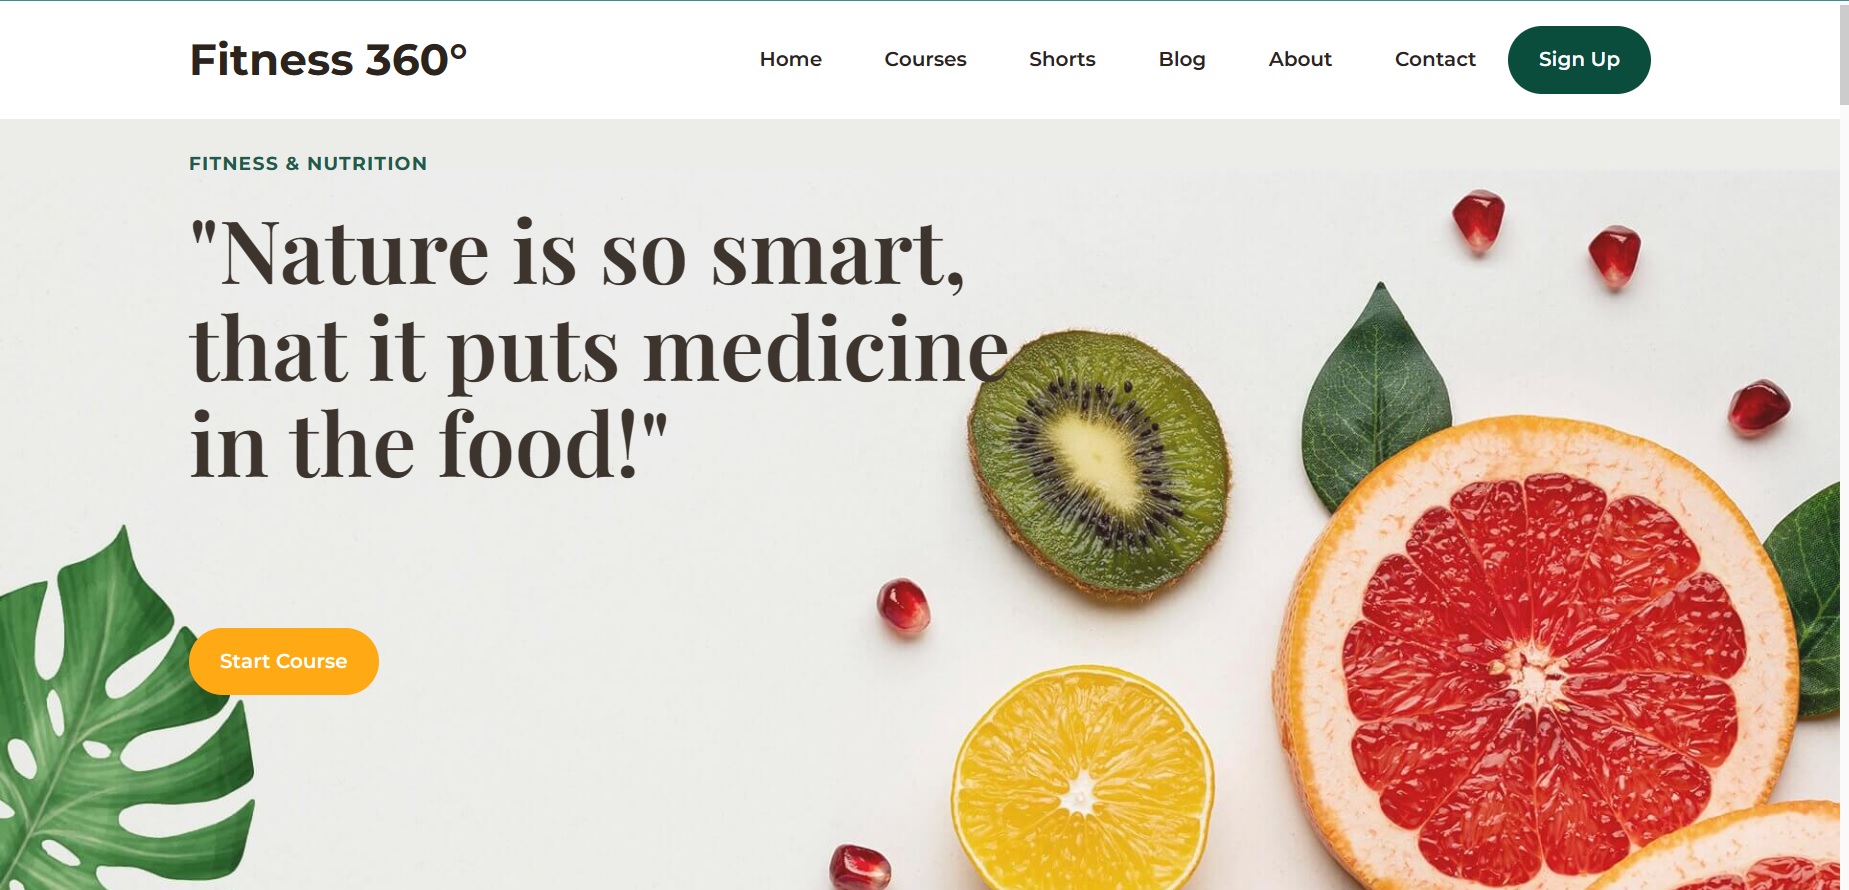 Fitness 360°
Home Courses Shorts Blog About Contact Sign Up
FITNESS & NUTRITION
"Nature is so smart,
that it puts medicine
in the food!"
Start Course